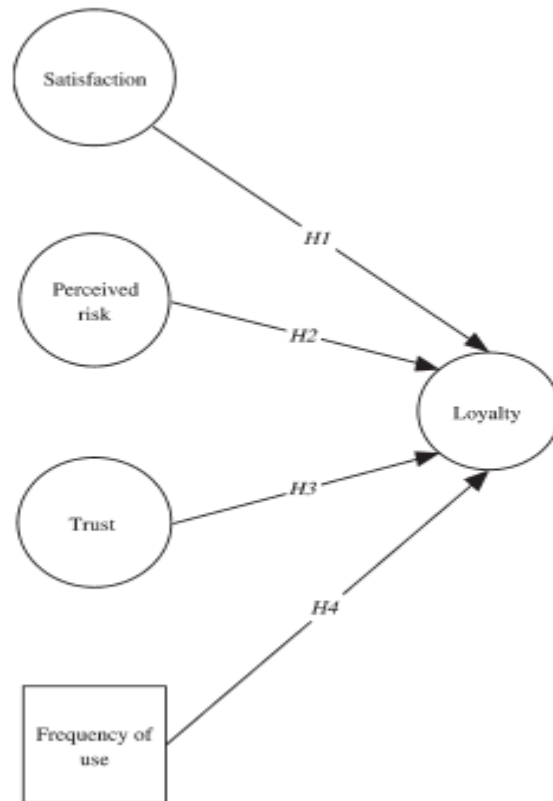 Satisfaction
H1
Perceived
risk
H2
Loyalty
H3
Trust
H4
Frequency of
use